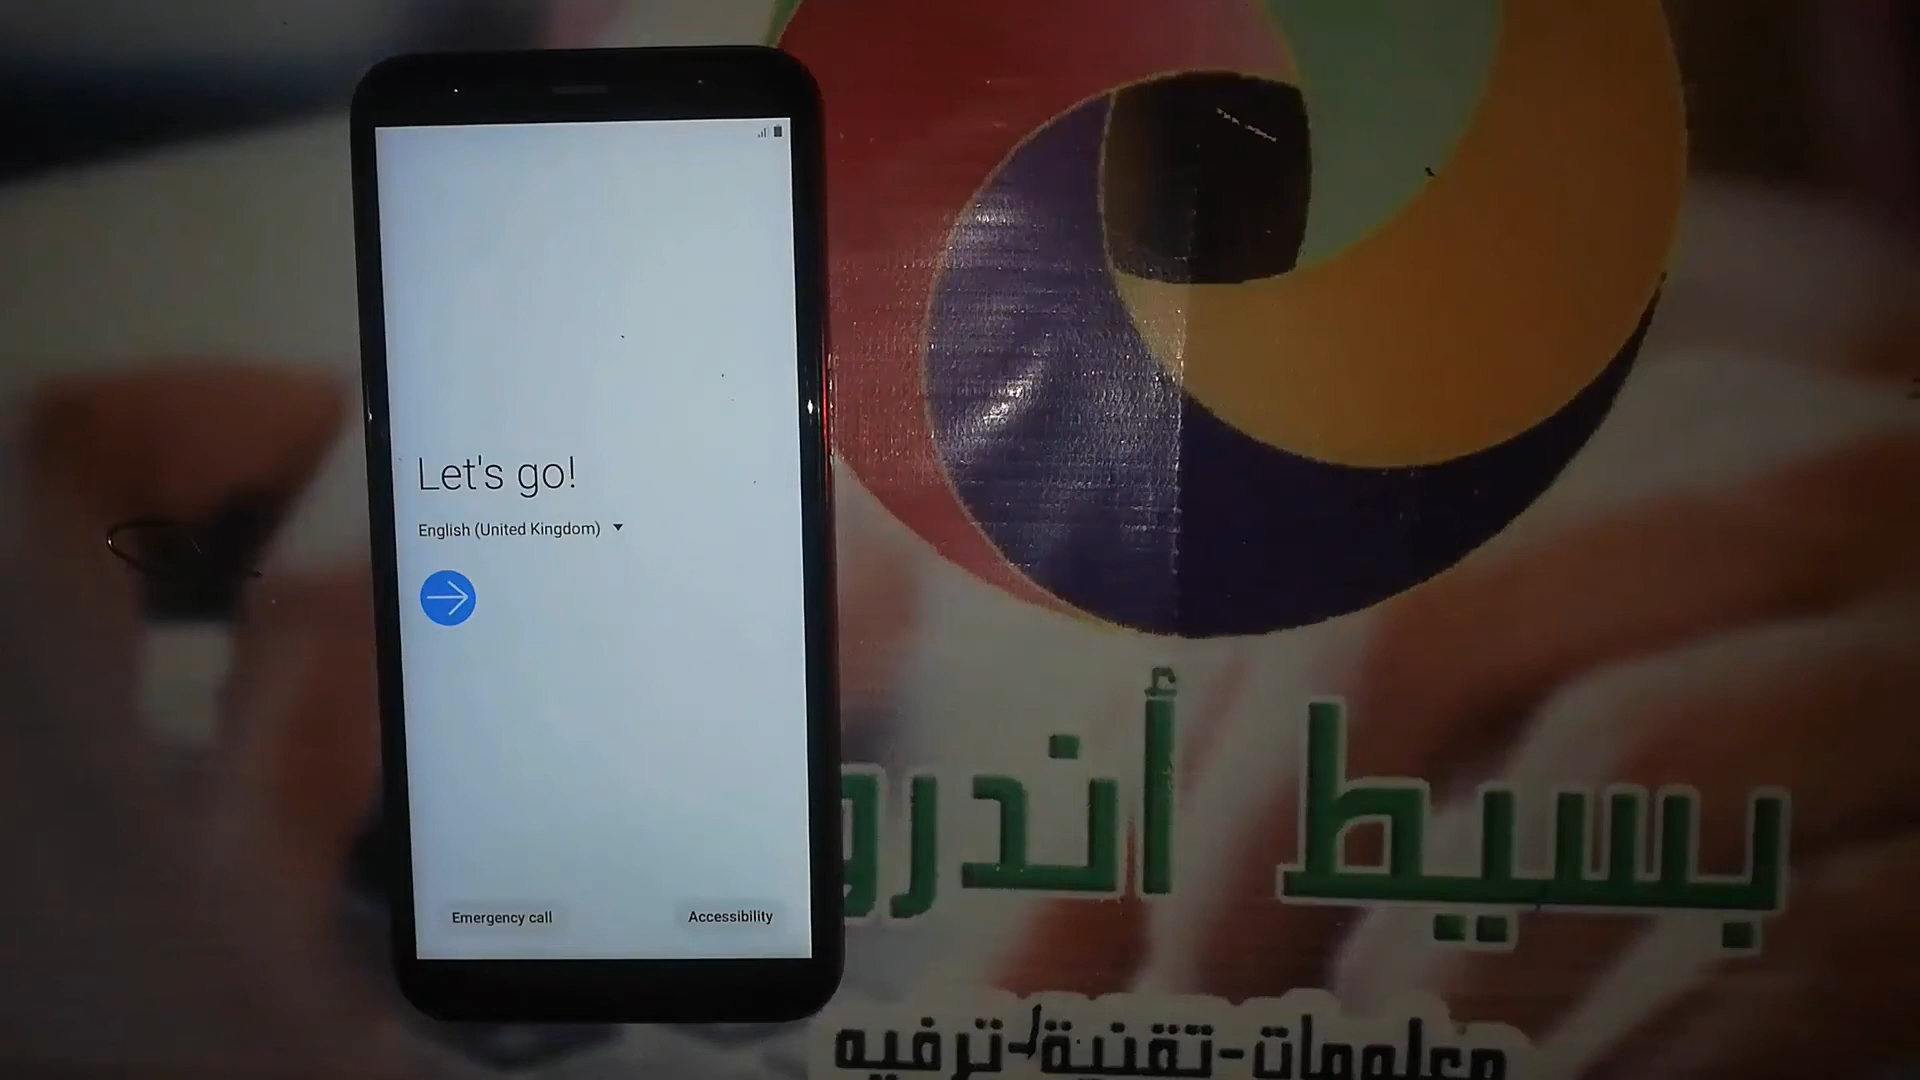 Let's go!
English (United Kingdom)
Emergency call
Accessibility
بسيط أندرو
معلومات-تقنية-ترفيه